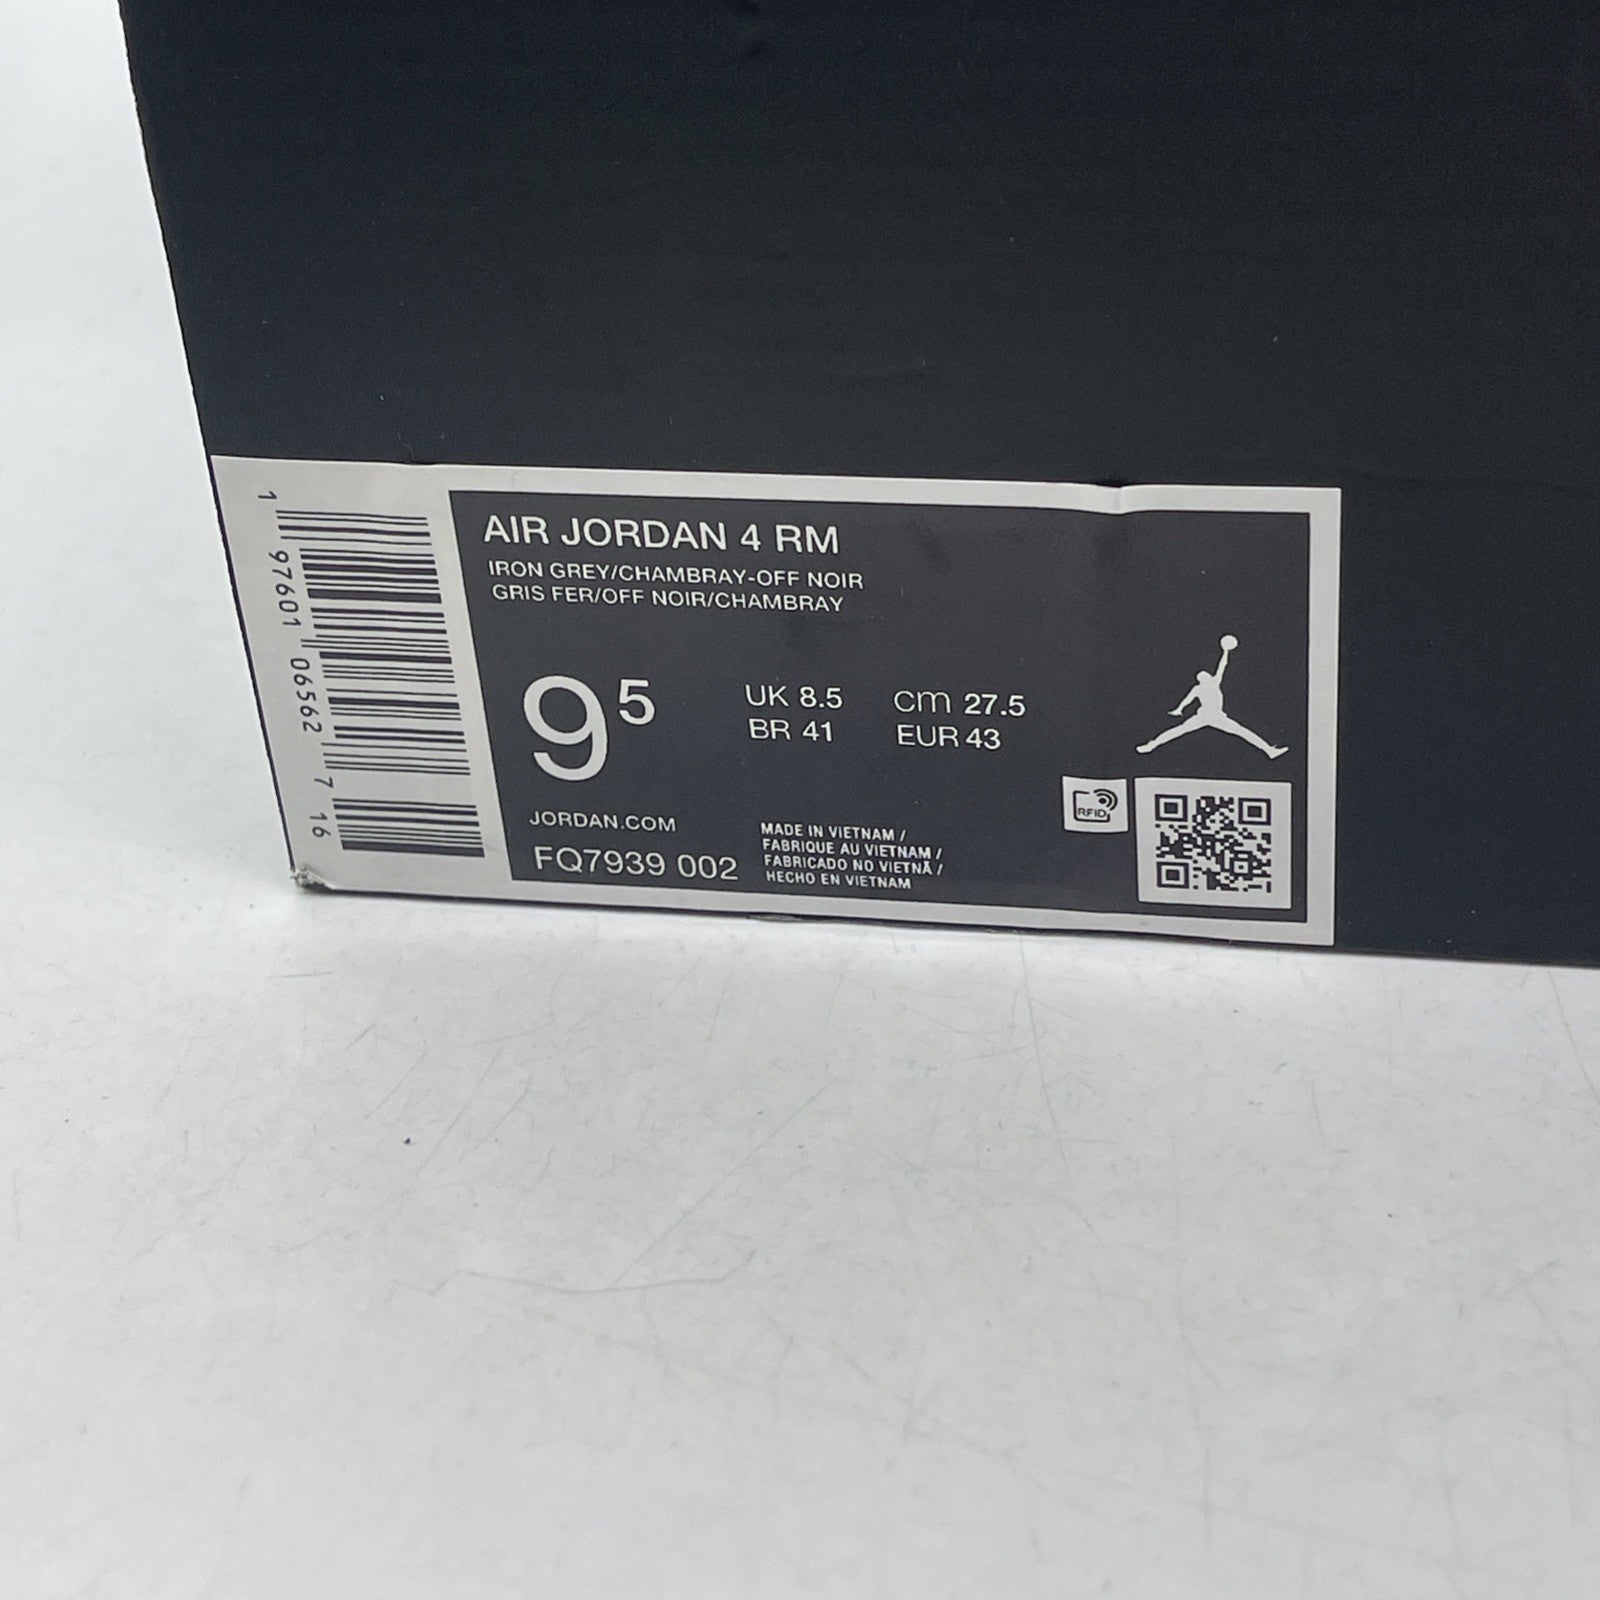 AIR JORDAN 4 RM
IRON GREY/CHAMBRAY-OFF NOIR
GRIS FER/OFF NOIR/CHAMBRAY
9 5
UK 8.5
cm 27.5
BR 41
EUR 43
JORDAN.COM
FQ7939 002
MADE IN VIETNAM /
FABRIQUE AU VIETNAM /
FABRICADO NO VIETNÃ /
HECHO EN VIETNAM
RFID
1 97601 06562 7 16